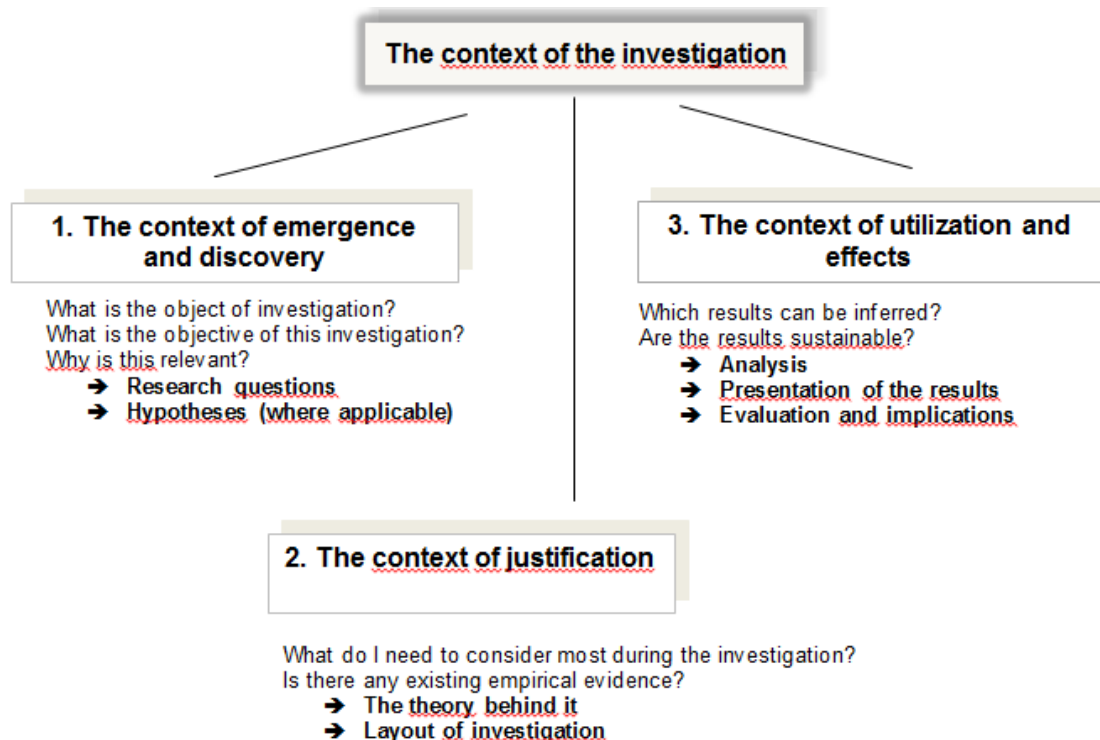 The context of the investigation
1. The context of emergence
and discovery
What is the object of investigation?
What is the objective of this investigation?
Why is this relevant?
➔ Research questions
➔ Hypotheses (where applicable)
3. The context of utilization and
effects
Which results can be inferred?
Are the results sustainable?
➔ Analysis
➔ Presentation of the results
➔ Evaluation and implications
2. The context of justification
What do I need to consider most during the investigation?
Is there any existing empirical evidence?
➔ The theory behind it
➔ Layout of investigation